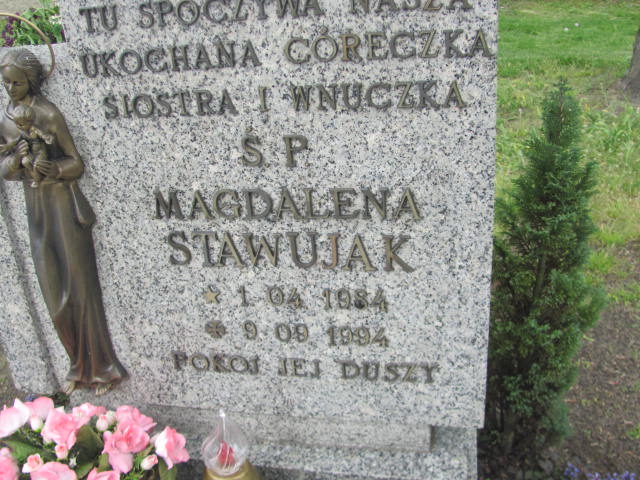 TU SPOCZYWA NASZA
UKOCHANA CÓRECZKA
SIOSTRA I WNUCZKA
Ś.P.
MAGDALENA
STAWUJAK
* 1.04.1984
✽ 9.09.1994
POKÓJ JEJ DUSZY